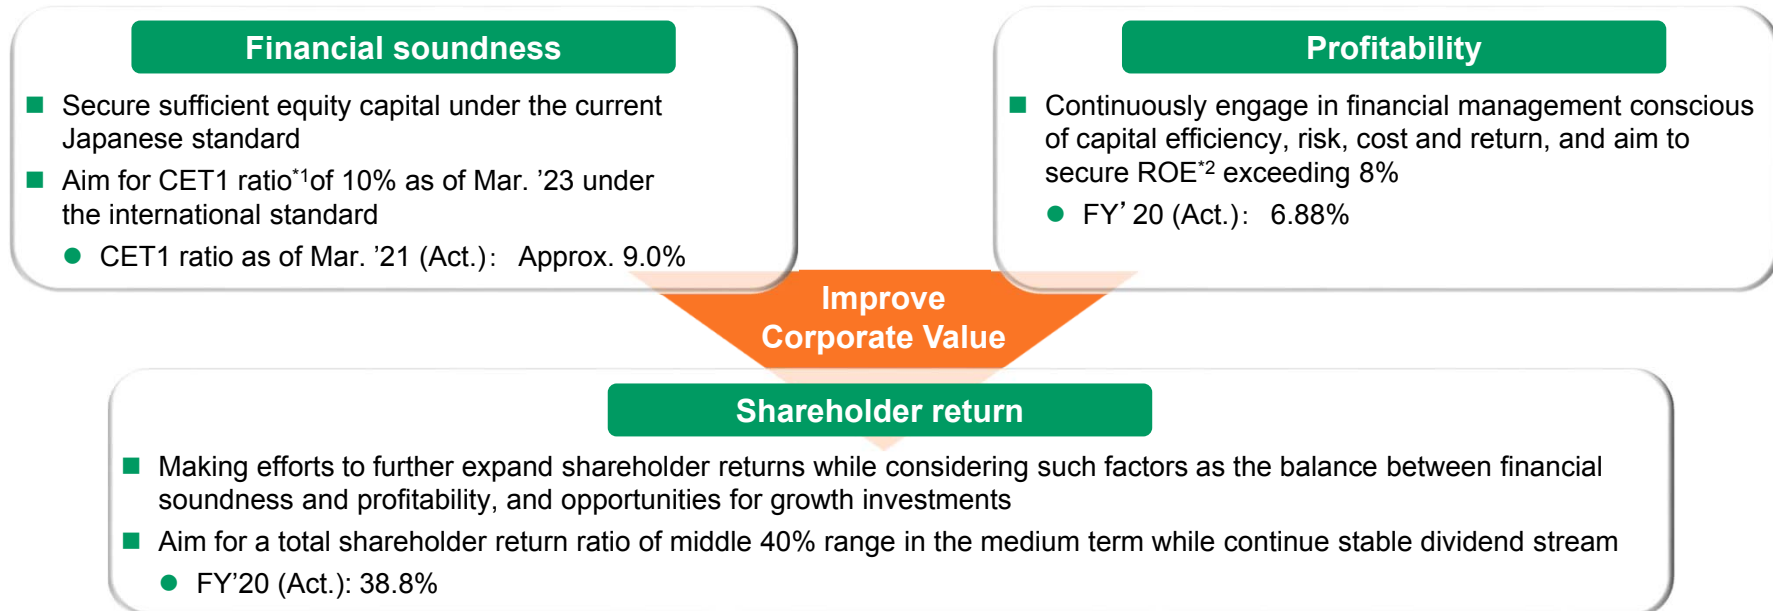 Financial soundness
■ Secure sufficient equity capital under the current
Japanese standard
■ Aim for CET1 ratio*1of 10% as of Mar. ’23 under
the international standard
● CET1 ratio as of Mar. ’21 (Act.): Approx. 9.0%
Profitability
■ Continuously engage in financial management conscious
of capital efficiency, risk, cost and return, and aim to
secure ROE*2 exceeding 8%
● FY’ 20 (Act.): 6.88%
Improve
Corporate Value
Shareholder return
■ Making efforts to further expand shareholder returns while considering such factors as the balance between financial
soundness and profitability, and opportunities for growth investments
■ Aim for a total shareholder return ratio of middle 40% range in the medium term while continue stable dividend stream
● FY’20 (Act.): 38.8%